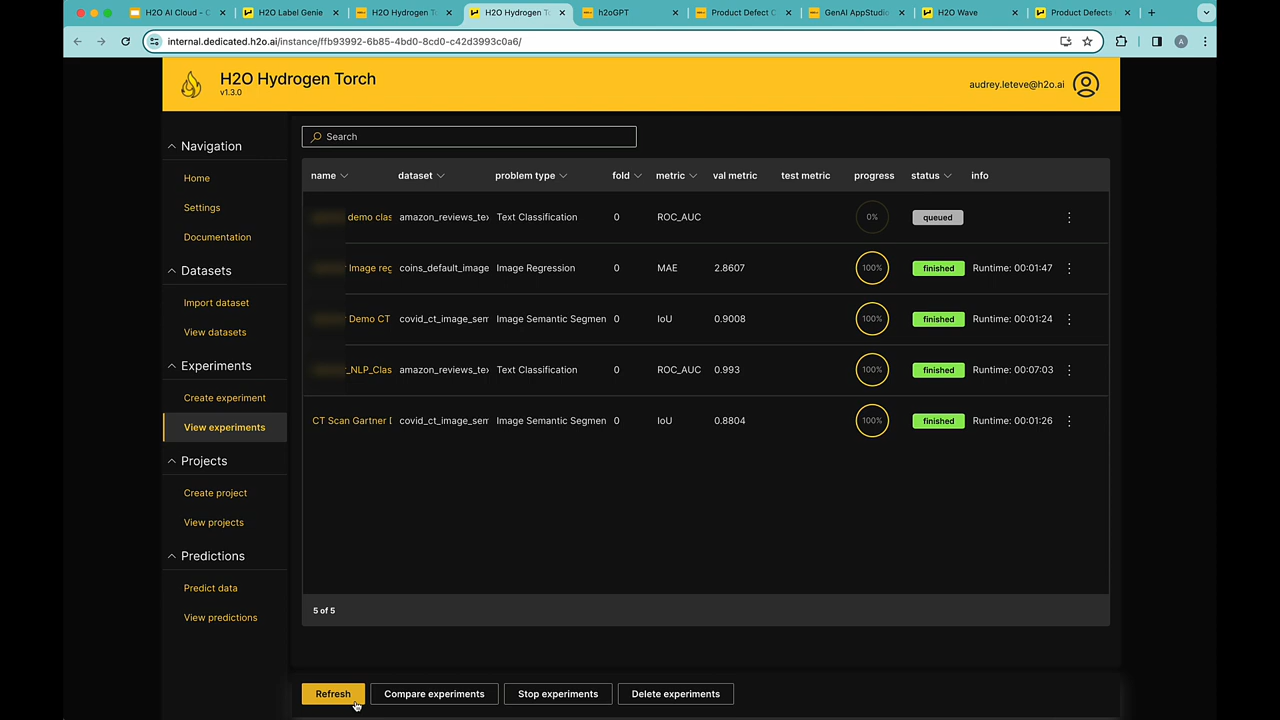 H2O AI Cloud - C
H2O Label Genie
H2O Hydrogen To
H2O Hydrogen To
h2oGPT
Product Defect C
GenAI AppStudio
H2O Wave
Product Defects
internal.dedicated.h2o.ai/instance/ffb93992-6b85-4bd0-8cd0-c42d3993c0a6/
A
H2O Hydrogen Torch
v1.3.0
audrey.leteve@h2o.ai
Navigation
Home
Settings
Documentation
Datasets
Import dataset
View datasets
Experiments
Create experiment
View experiments
Projects
Create project
View projects
Predictions
Predict data
View predictions
Search
name dataset problem type fold metric val metric test metric progress status info
demo clas amazon_reviews_te Text Classification 0 ROC_AUC 0% queued
Image reg coins_default_image Image Regression 0 MAE 2.8607 100% finished Runtime: 00:01:47
Demo CT covid_ct_image_sem Image Semantic Segmen 0 IoU 0.9008 100% finished Runtime: 00:01:24
_NLP_Clas amazon_reviews_te Text Classification 0 ROC_AUC 0.993 100% finished Runtime: 00:07:03
CT Scan Gartner D covid_ct_image_sem Image Semantic Segmen 0 IoU 0.8804 100% finished Runtime: 00:01:26
5 of 5
Refresh Compare experiments Stop experiments Delete experiments